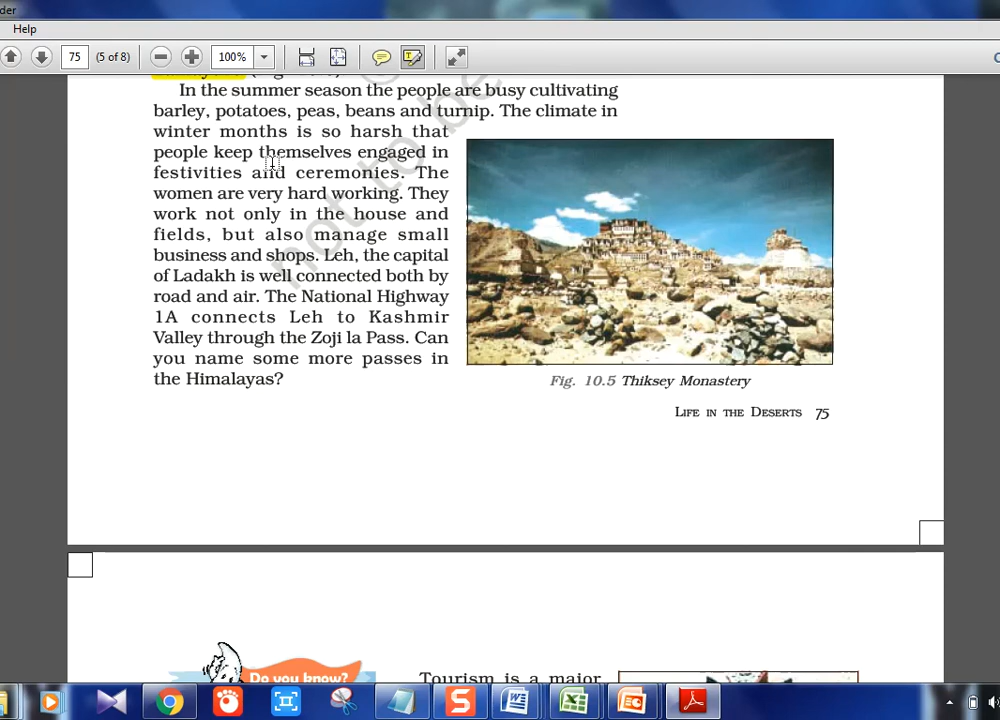 der
Help
75 (5 of 8) 100%
In the summer season the people are busy cultivating
barley, potatoes, peas, beans and turnip. The climate in
winter months is so harsh that
people keep themselves engaged in
festivities and ceremonies. The
women are very hard working. They
work not only in the house and
fields, but also manage small
business and shops. Leh, the capital
of Ladakh is well connected both by
road and air. The National Highway
1A connects Leh to Kashmir
Valley through the Zoji la Pass. Can
you name some more passes in
the Himalayas?
not to be
Fig. 10.5 Thiksey Monastery
Life in the Deserts 75
Do you know?
Tourism is a major